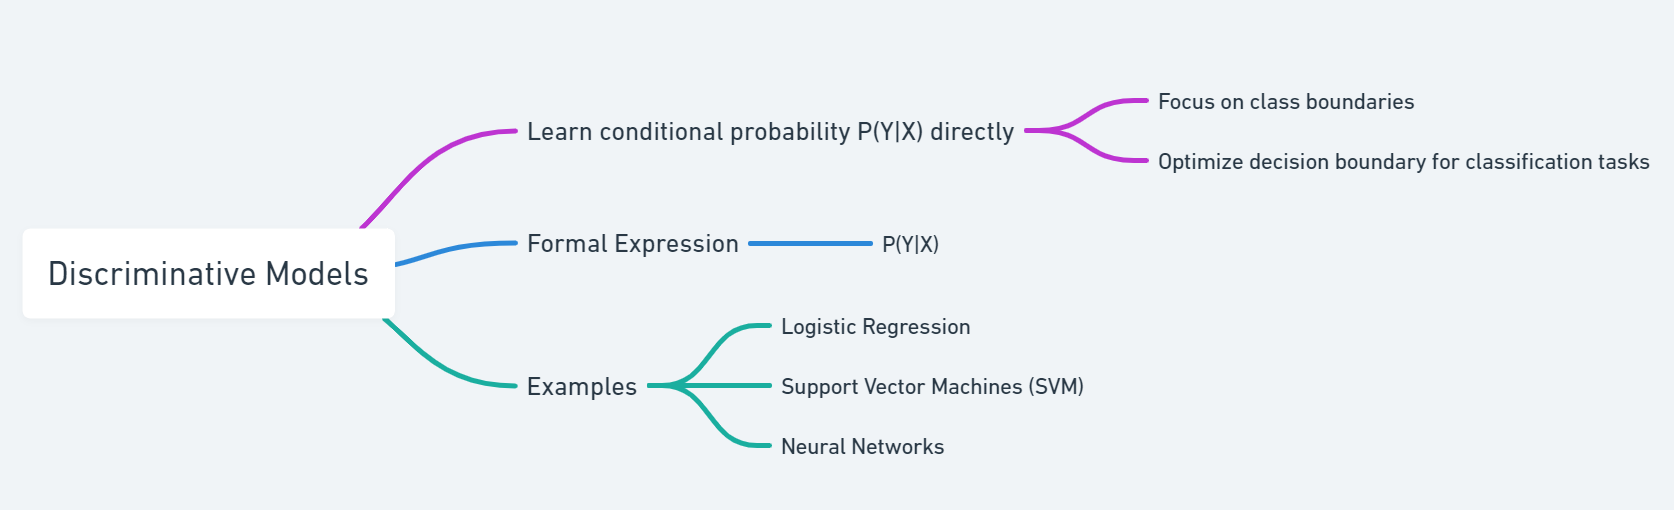 Discriminative Models
Learn conditional probability P(Y|X) directly
Focus on class boundaries
Optimize decision boundary for classification tasks
Formal Expression
P(Y|X)
Examples
Logistic Regression
Support Vector Machines (SVM)
Neural Networks